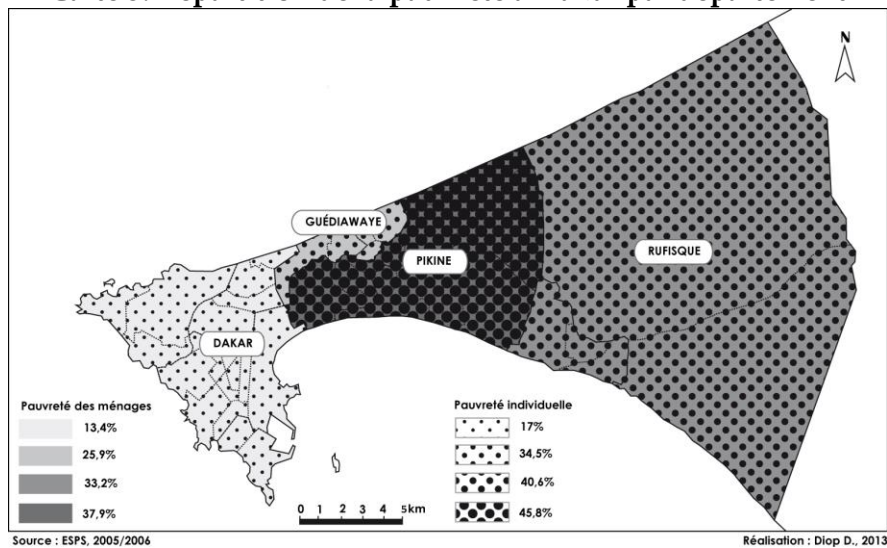 N
GUÉDIAWAYE
PIKINE
RUFISQUE
DAKAR
Pauvreté des ménages
13,4%
25,9%
33,2%
37,9%
Pauvreté individuelle
17%
34,5%
40,6%
45,8%
0 1 2 3 4 5km
Source : ESPS, 2005/2006
Réalisation : Diop D., 2013